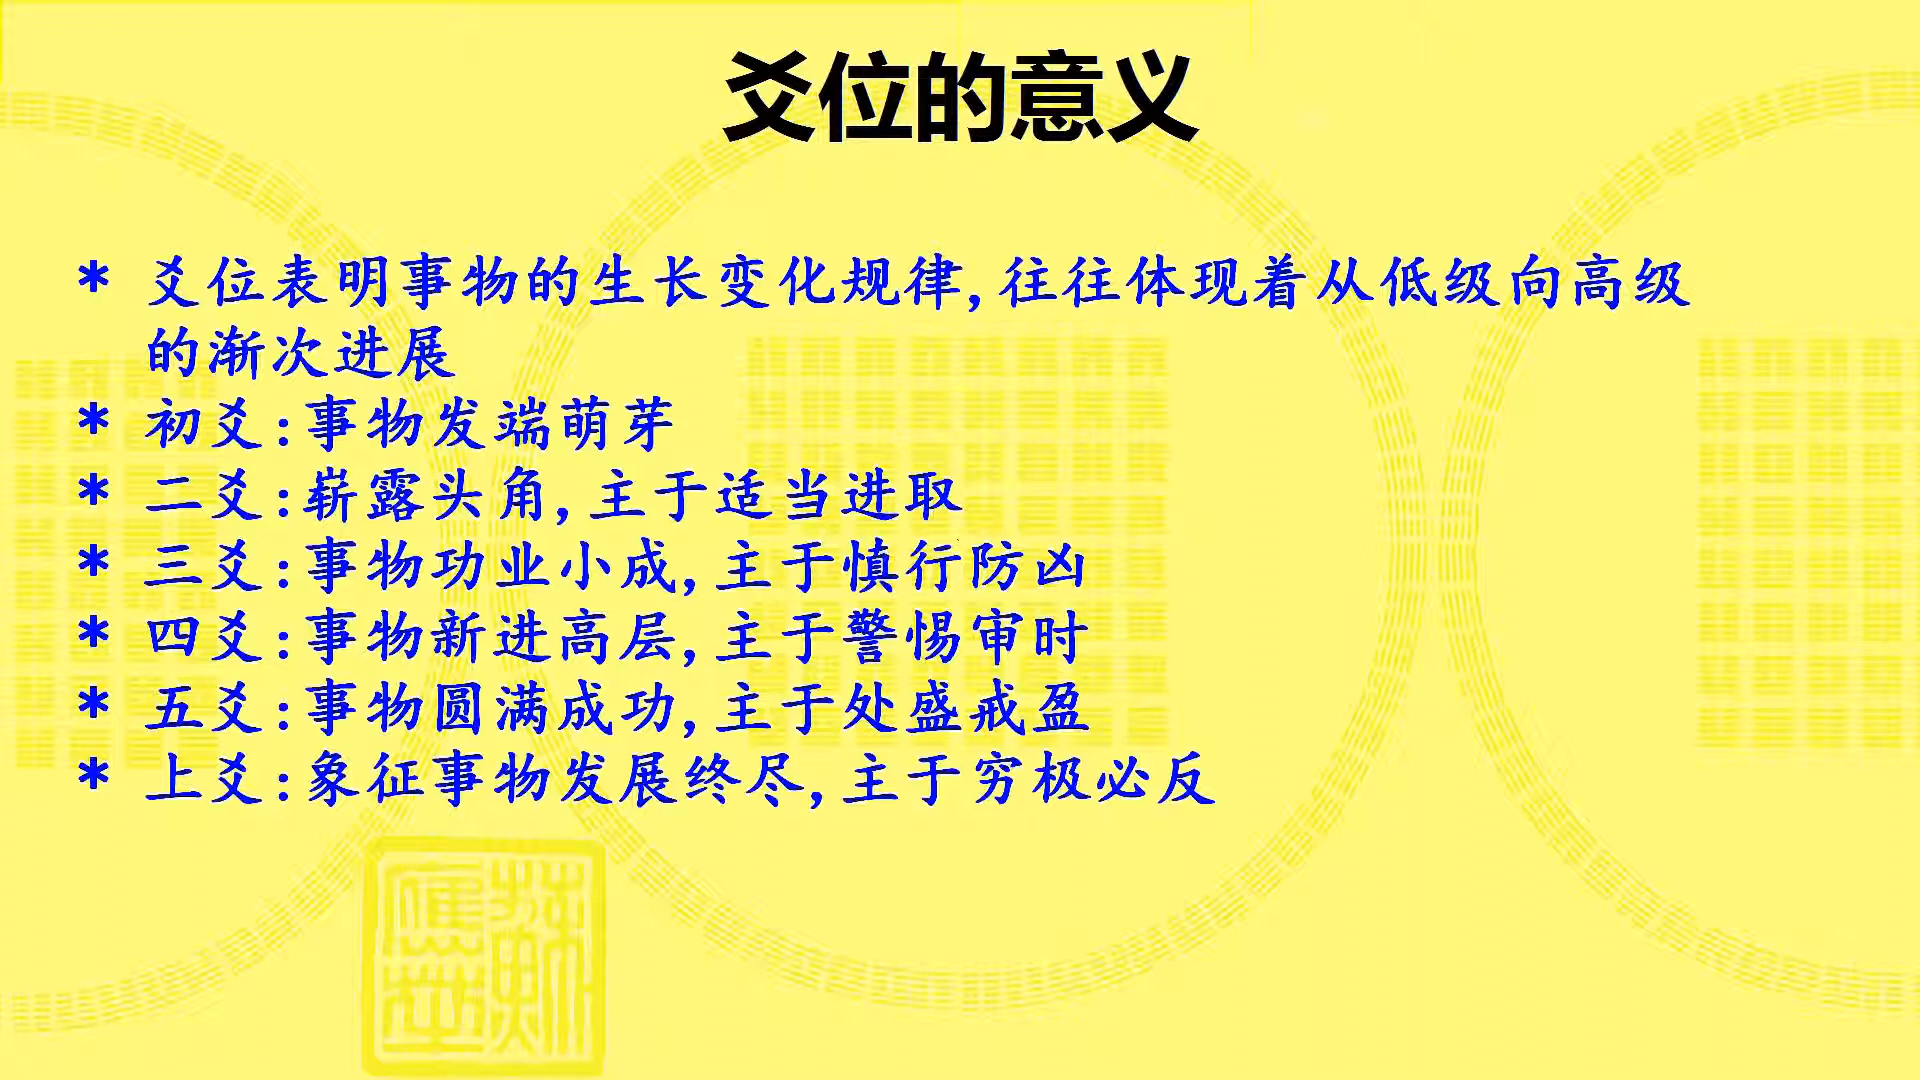 爻位的意义
* 爻位表明事物的生长变化规律,往往体现着从低级向高级
的渐次进展
* 初爻:事物发端萌芽
* 二爻:崭露头角,主于适当进取
* 三爻:事物功业小成,主于慎行防凶
* 四爻:事物新进高层,主于警惕审时
* 五爻:事物圆满成功,主于处盛戒盈
* 上爻:象征事物发展终尽,主于穷极必反